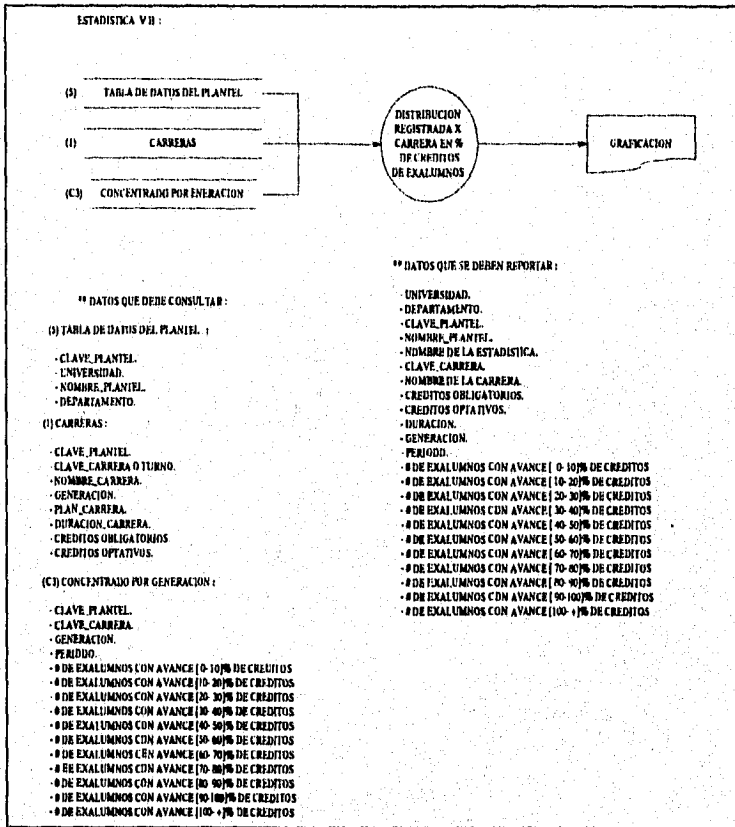 ESTADISTICA VII :
(5) TABLA DE DATOS DEL PLANTEL
(1) CARRERAS
(C3) CONCENTRADO POR ENERACION
DISTRIBUCION
REGISTRADA X
CARRERA EN %
DE CREDITOS
DE EXALUMNOS
GRAFICACION
** DATOS QUE DEBE CONSULTAR :
(5) TABLA DE DATOS DEL PLANTEL :
- CLAVE_PLANTEL.
- UNIVERSIDAD.
- NOMBRE_PLANTEL.
- DEPARTAMENTO.
(1) CARRERAS :
- CLAVE_PLANTEL.
- CLAVE_CARRERA O TURNO.
- NOMBRE_CARRERA.
- GENERACION.
- PLAN_CARRERA.
- DURACION_CARRERA.
- CREDITOS OBLIGATORIOS
- CREDITOS OPTATIVOS.
(C3) CONCENTRADO POR GENERACION :
- CLAVE_PLANTEL.
- CLAVE_CARRERA.
- GENERACION.
- PERIODO.
- # DE EXALUMNOS CON AVANCE [0-10]% DE CREDITOS
- # DE EXALUMNOS CON AVANCE [10-20]% DE CREDITOS
- # DE EXALUMNOS CON AVANCE [20-30]% DE CREDITOS
- # DE EXALUMNOS CON AVANCE [30-40]% DE CREDITOS
- # DE EXALUMNOS CON AVANCE [40-50]% DE CREDITOS
- # DE EXALUMNOS CON AVANCE [50-60]% DE CREDITOS
- # DE EXALUMNOS CEN AVANCE [60-70]% DE CREDITOS
- # EE EXALUMNOS CON AVANCE [70-80]% DE CREDITOS
- # DE EXALUMNOS CON AVANCE [80-90]% DE CREDITOS
- # DE EXALUMNOS CON AVANCE [90-100]% DE CREDITOS
- # DE EXALUMNOS CON AVANCE [100-+]% DE CREDITOS
** DATOS QUE SE DEBEN REPORTAR :
- UNIVERSIDAD.
- DEPARTAMENTO.
- CLAVE_PLANTEL.
- NOMBRE_PLANTEL.
- NOMBRE DE LA ESTADISTICA.
- CLAVE_CARRERA.
- NOMBRE DE LA CARRERA.
- CREDITOS OBLIGATORIOS.
- CREDITOS OPTATIVOS.
- DURACION.
- GENERACION.
- PERIODO.
- # DE EXALUMNOS CON AVANCE [ 0-10]% DE CREDITOS
- # DE EXALUMNOS CON AVANCE [ 10-20]% DE CREDITOS
- # DE EXALUMNOS CON AVANCE [ 20-30]% DE CREDITOS
- # DE EXALUMNOS CON AVANCE [ 30-40]% DE CREDITOS
- # DE EXALUMNOS CON AVANCE [ 40-50]% DE CREDITOS
- # DE EXALUMNOS CON AVANCE [ 50-60]% DE CREDITOS
- # DE EXALUMNOS CON AVANCE [ 60-70]% DE CREDITOS
- # DE EXALUMNOS CON AVANCE [ 70-80]% DE CREDITOS
- # DE EXALUMNOS CON AVANCE [ 80-90]% DE CREDITOS
- # DE EXALUMNOS CON AVANCE [ 90-100]% DE CREDITOS
- # DE EXALUMNOS CON AVANCE [100-+]% DE CREDITOS